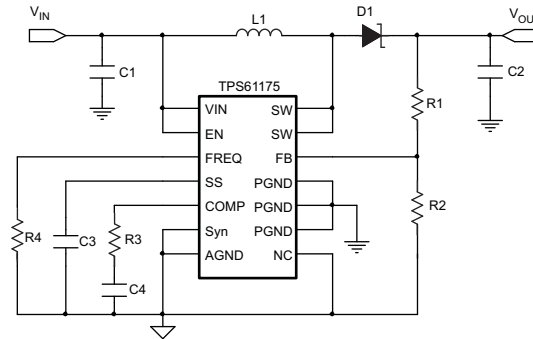 VIN
L1
D1
VOU
C1
TPS61175
C2
VIN
SW
R1
EN
SW
FREQ
FB
SS
PGND
R2
COMP
PGND
R4
C3
R3
Syn
PGND
AGND
NC
C4